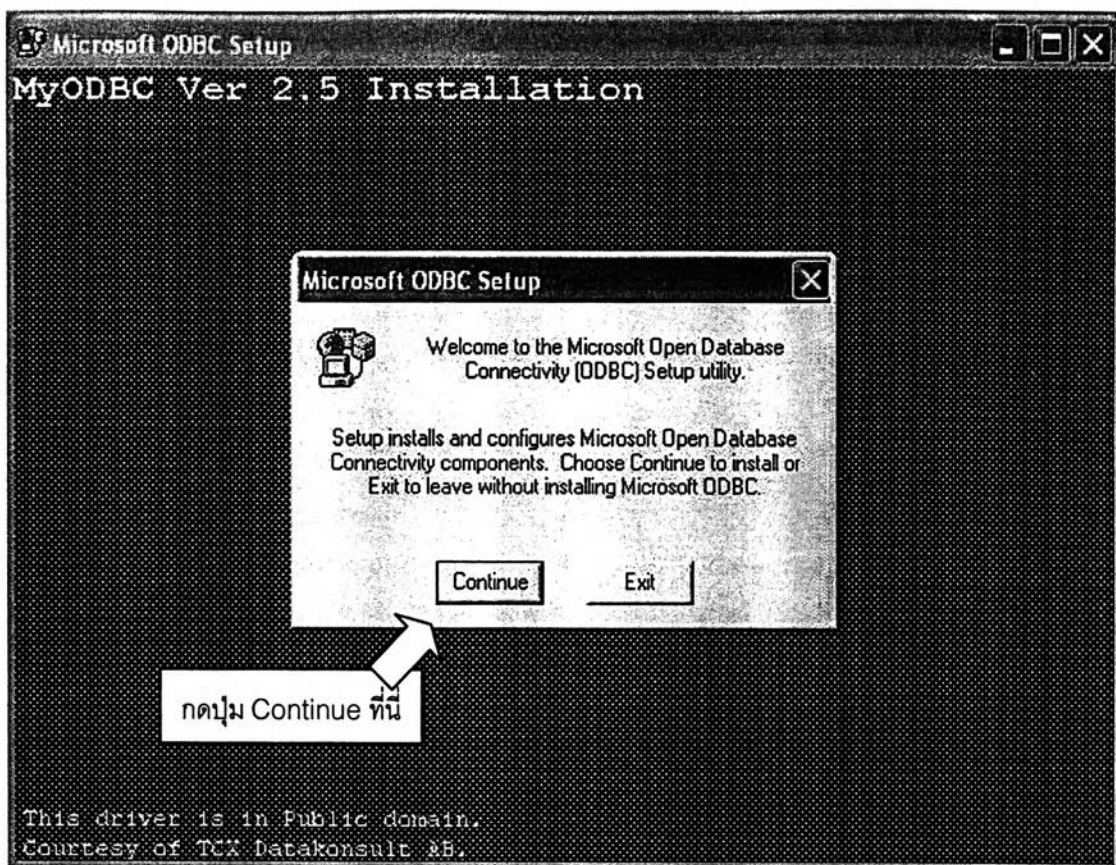 Microsoft ODBC Setup
MyODBC Ver 2.5 Installation
Microsoft ODBC Setup
Welcome to the Microsoft Open Database
Connectivity (ODBC) Setup utility.
Setup installs and configures Microsoft Open Database
Connectivity components. Choose Continue to install or
Exit to leave without installing Microsoft ODBC.
Continue
Exit
กดปุ่ม Continue ที่นี่
This driver is in Public domain.
Courtesy of TCX Datakonsult AB.